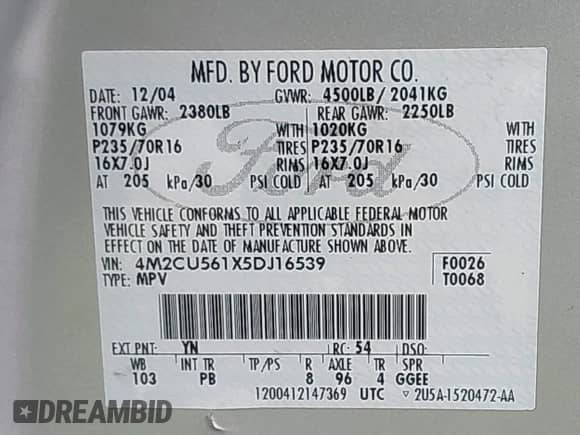 MFD. BY FORD MOTOR CO.
DATE: 12/04 GVWR: 4500LB/ 2041KG
FRONT GAWR: 2380LB REAR GAWR: 2250LB
1079KG WITH 1020KG WITH
P235/70R16 TIRES P235/70R16 TIRES
16X7.0J RIMS 16X7.0J RIMS
AT 205 kPa/30 PSI COLD AT 205 kPa/30 PSI COLD
Ford
THIS VEHICLE CONFORMS TO ALL APPLICABLE FEDERAL MOTOR
VEHICLE SAFETY AND THEFT PREVENTION STANDARDS IN
EFFECT ON THE DATE OF MANUFACTURE SHOWN ABOVE.
VIN: 4M2CU561X5DJ16539 F0026
TYPE: MPV T0068
EXT PNT: YN RC: 54 DSO:
WB INT TR TP/PS R AXLE TR SPR
103 PB 8 96 4 GGEE
1200412147369 UTC ▽ 2U5A-1520472-AA
DREAMBID